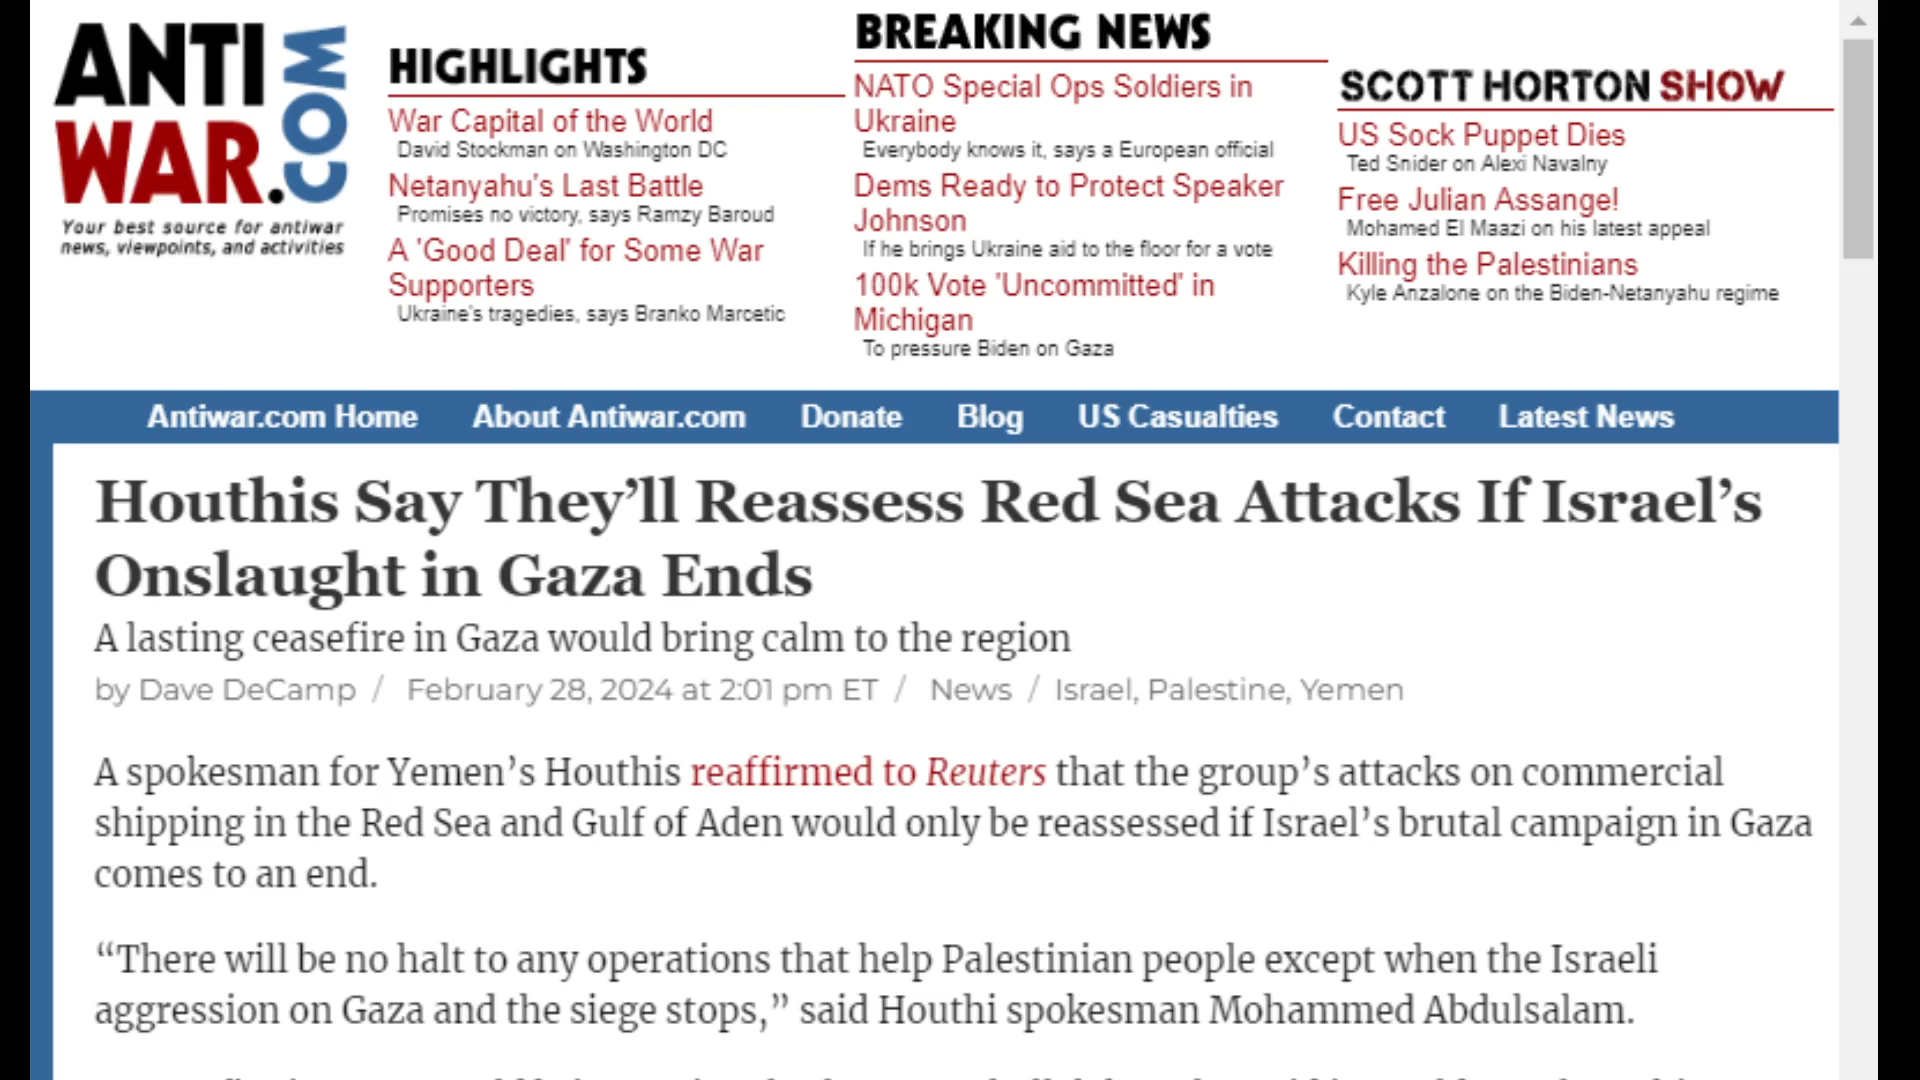 ANTI
WAR.COM
Your best source for antiwar
news, viewpoints, and activities
HIGHLIGHTS
War Capital of the World
David Stockman on Washington DC
Netanyahu's Last Battle
Promises no victory, says Ramzy Baroud
A 'Good Deal' for Some War
Supporters
Ukraine's tragedies, says Branko Marcetic
BREAKING NEWS
NATO Special Ops Soldiers in
Ukraine
Everybody knows it, says a European official
Dems Ready to Protect Speaker
Johnson
If he brings Ukraine aid to the floor for a vote
100k Vote 'Uncommitted' in
Michigan
To pressure Biden on Gaza
SCOTT HORTON SHOW
US Sock Puppet Dies
Ted Snider on Alexi Navalny
Free Julian Assange!
Mohamed El Maazi on his latest appeal
Killing the Palestinians
Kyle Anzalone on the Biden-Netanyahu regime
Antiwar.com Home About Antiwar.com Donate Blog US Casualties Contact Latest News
Houthis Say They’ll Reassess Red Sea Attacks If Israel’s
Onslaught in Gaza Ends
A lasting ceasefire in Gaza would bring calm to the region
by Dave DeCamp / February 28, 2024 at 2:01 pm ET / News / Israel, Palestine, Yemen
A spokesman for Yemen’s Houthis reaffirmed to Reuters that the group’s attacks on commercial
shipping in the Red Sea and Gulf of Aden would only be reassessed if Israel’s brutal campaign in Gaza
comes to an end.
“There will be no halt to any operations that help Palestinian people except when the Israeli
aggression on Gaza and the siege stops,” said Houthi spokesman Mohammed Abdulsalam.